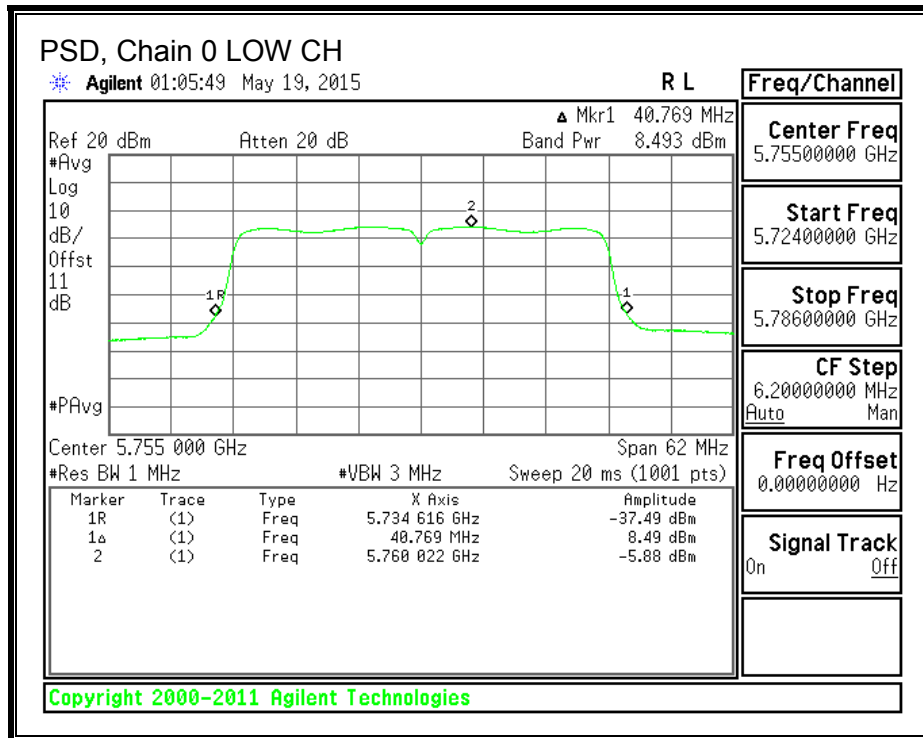 PSD, Chain 0 LOW CH
Agilent 01:05:49 May 19, 2015 R L
Freq/Channel
Δ Mkr1 40.769 MHz
Ref 20 dBm Atten 20 dB Band Pwr 8.493 dBm
#Avg
Log
10
dB/
Offst
11
dB
2
1R
1
#PAvg
Center 5.755 000 GHz Span 62 MHz
#Res BW 1 MHz #VBW 3 MHz Sweep 20 ms (1001 pts)
Marker Trace Type X Axis Amplitude
1R (1) Freq 5.734 616 GHz -37.49 dBm
1Δ (1) Freq 40.769 MHz 8.49 dBm
2 (1) Freq 5.760 022 GHz -5.88 dBm
Center Freq
5.75500000 GHz
Start Freq
5.72400000 GHz
Stop Freq
5.78600000 GHz
CF Step
6.20000000 MHz
Auto Man
Freq Offset
0.00000000 Hz
Signal Track
On Off
Copyright 2000-2011 Agilent Technologies